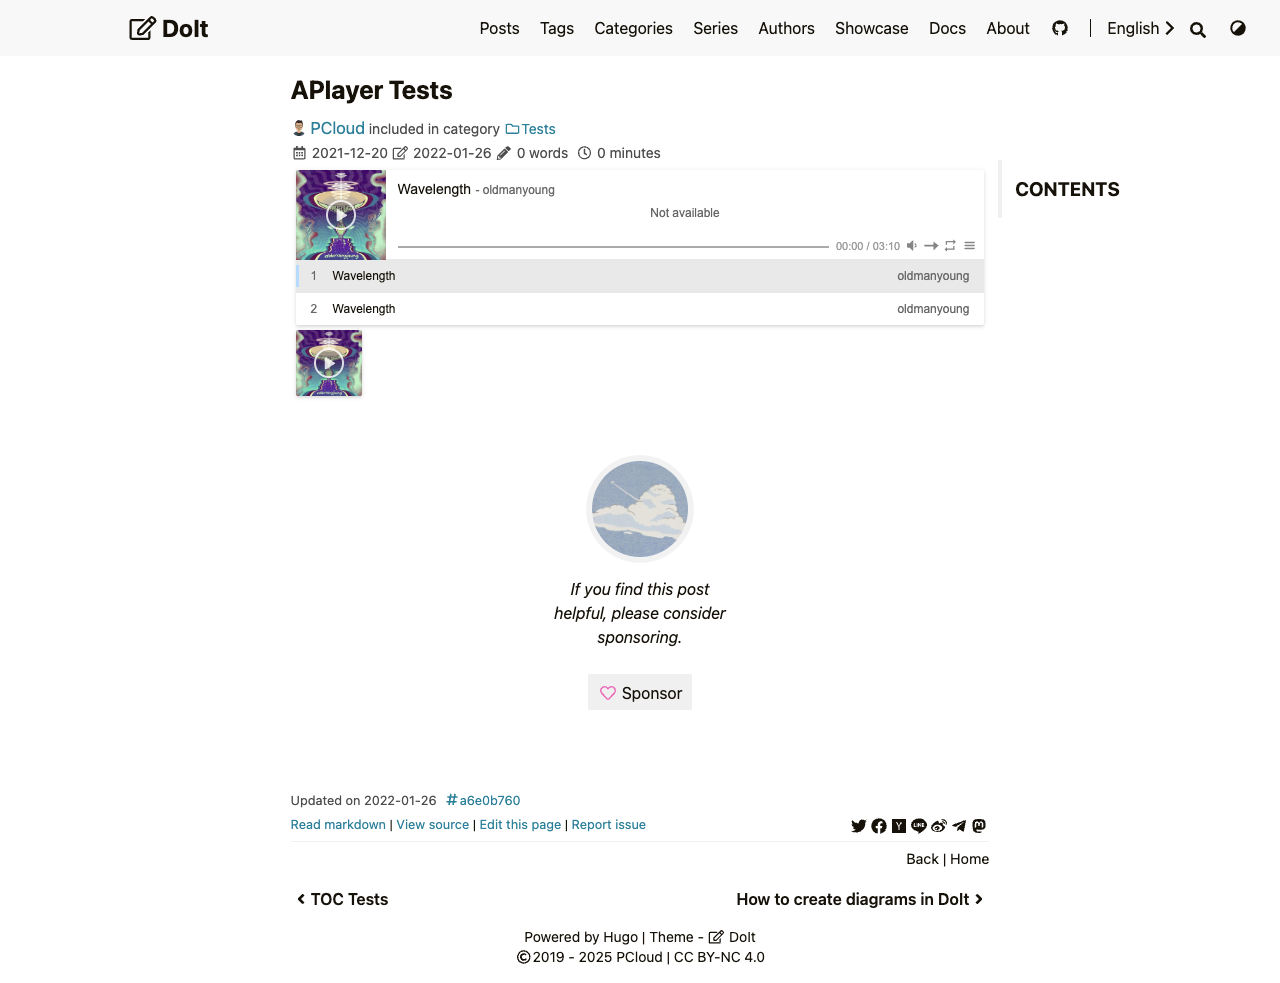 DoIt
Posts Tags Categories Series Authors Showcase Docs About English
APlayer Tests
PCloud included in category Tests
2021-12-20 2022-01-26 0 words 0 minutes
CONTENTS
Wavelength - oldmanyoung
Not available
00:00 / 03:10
1 Wavelength oldmanyoung
2 Wavelength oldmanyoung
If you find this post
helpful, please consider
sponsoring.
Sponsor
Updated on 2022-01-26 #a6e0b760
Read markdown | View source | Edit this page | Report issue
Back | Home
TOC Tests How to create diagrams in DoIt
Powered by Hugo | Theme - DoIt
© 2019 - 2025 PCloud | CC BY-NC 4.0